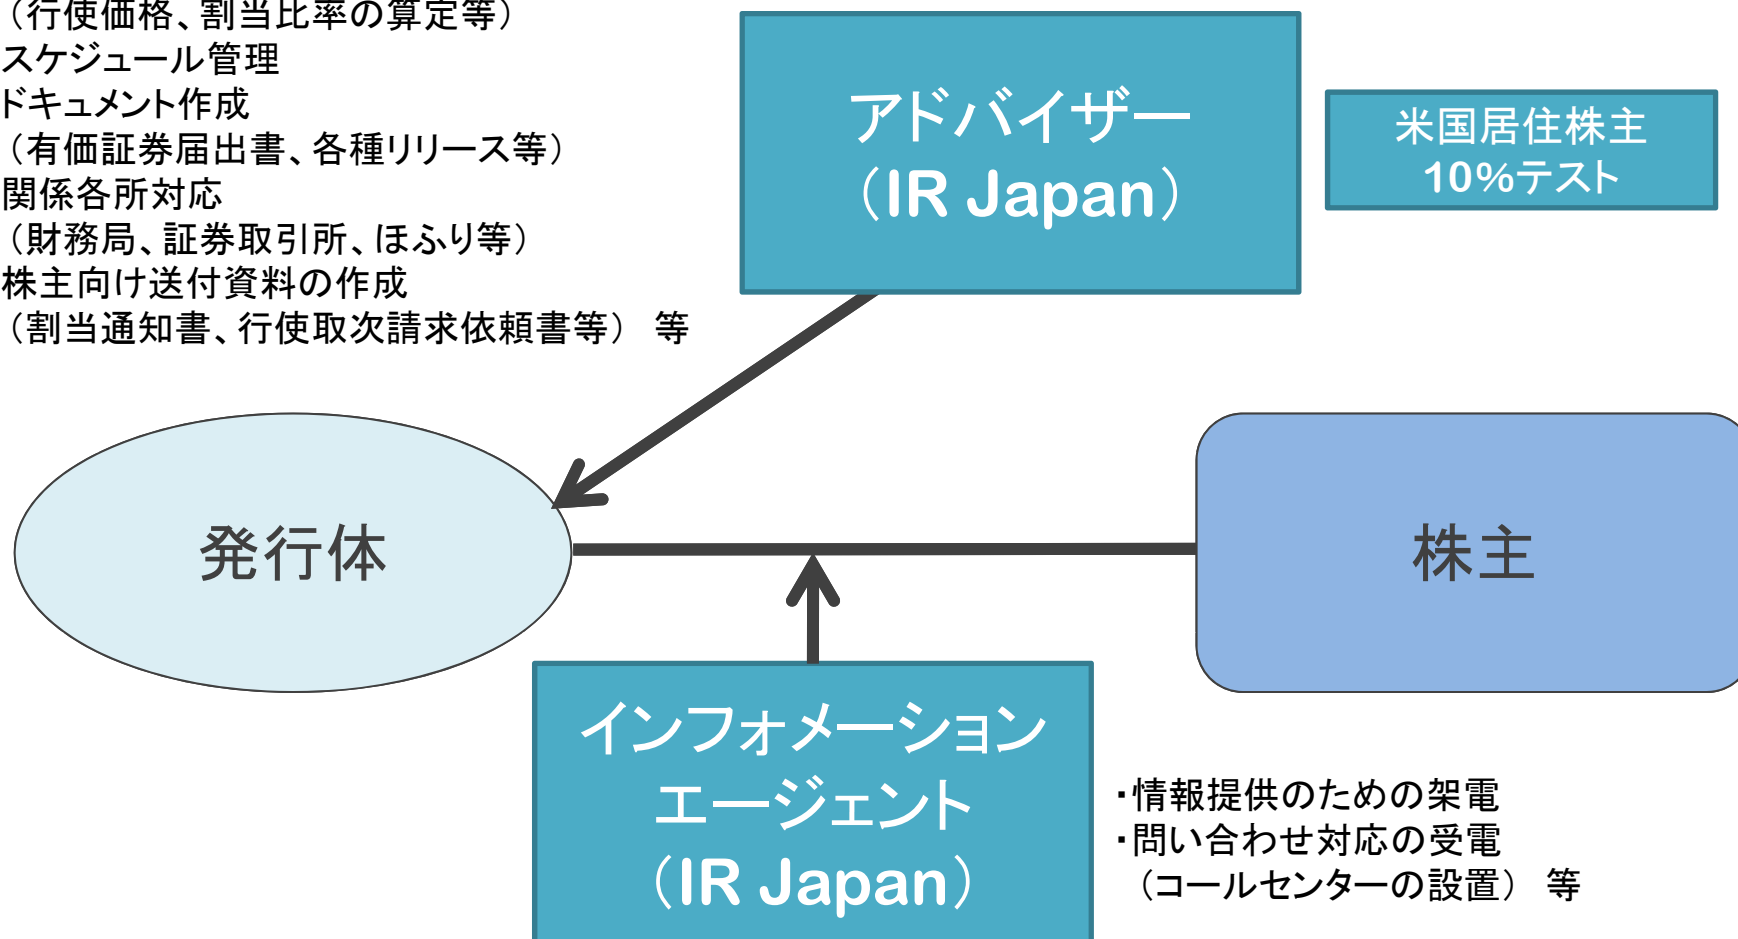 （行使価格、割当比率の算定等）
スケジュール管理
ドキュメント作成
（有価証券届出書、各種リリース等）
関係各所対応
（財務局、証券取引所、ほふり等）
株主向け送付資料の作成
（割当通知書、行使取次請求依頼書等）　等
アドバイザー
（IR Japan）
米国居住株主
10%テスト
発行体
株主
インフォメーション
エージェント
（IR Japan）
・情報提供のための架電
・問い合わせ対応の受電
（コールセンターの設置）　等